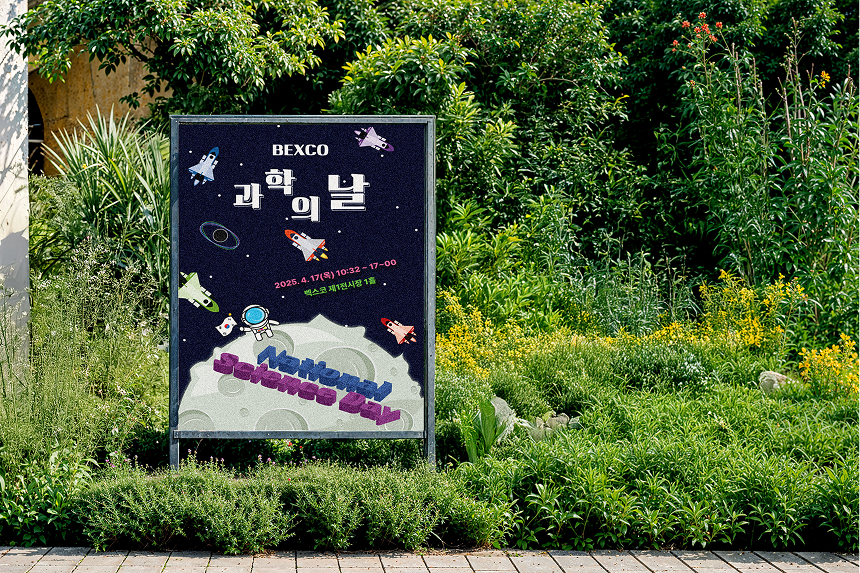 BEXCO
과학의 날
2025. 4. 17(목) 10:32 - 17-00
벡스코 제1전시장 1홀
National
Science Day